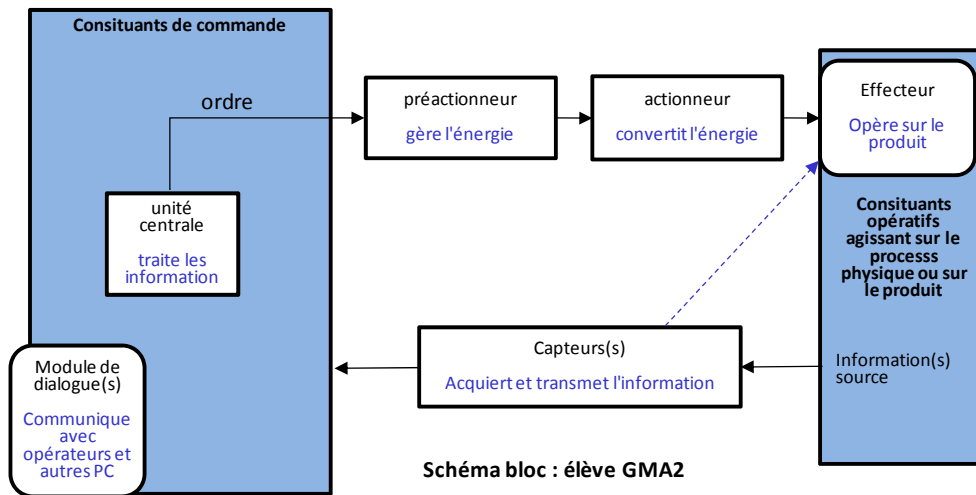 Consituants de commande
ordre
préactionneur
gère l'énergie
actionneur
convertit l'énergie
Effecteur
Opère sur le
produit
unité
centrale
traite les
information
Consituants
opératifs
agissant sur le
processs
physique ou sur
le produit
Capteurs(s)
Acquiert et transmet l'information
Information(s)
source
Module de
dialogue(s)
Communique
avec
opérateurs et
autres PC
Schéma bloc : élève GMA2